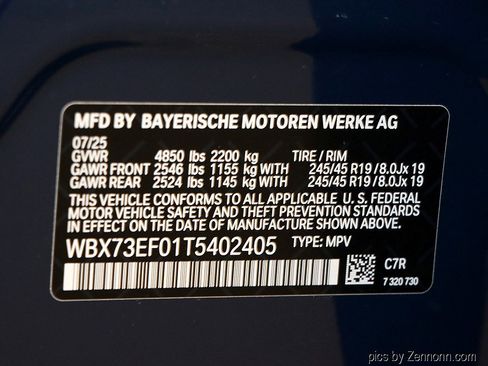 MFD BY BAYERISCHE MOTOREN WERKE AG
07/25
GVWR 4850 lbs 2200 kg TIRE / RIM
GAWR FRONT 2546 lbs 1155 kg WITH 245/45 R19 / 8.0Jx 19
GAWR REAR 2524 lbs 1145 kg WITH 245/45 R19 / 8.0Jx 19
THIS VEHICLE CONFORMS TO ALL APPLICABLE U. S. FEDERAL
MOTOR VEHICLE SAFETY AND THEFT PREVENTION STANDARDS
IN EFFECT ON THE DATE OF MANUFACTURE SHOWN ABOVE.
WBX73EF01T5402405 TYPE: MPV
C7R
7 320 730
pics by Zennonn.com